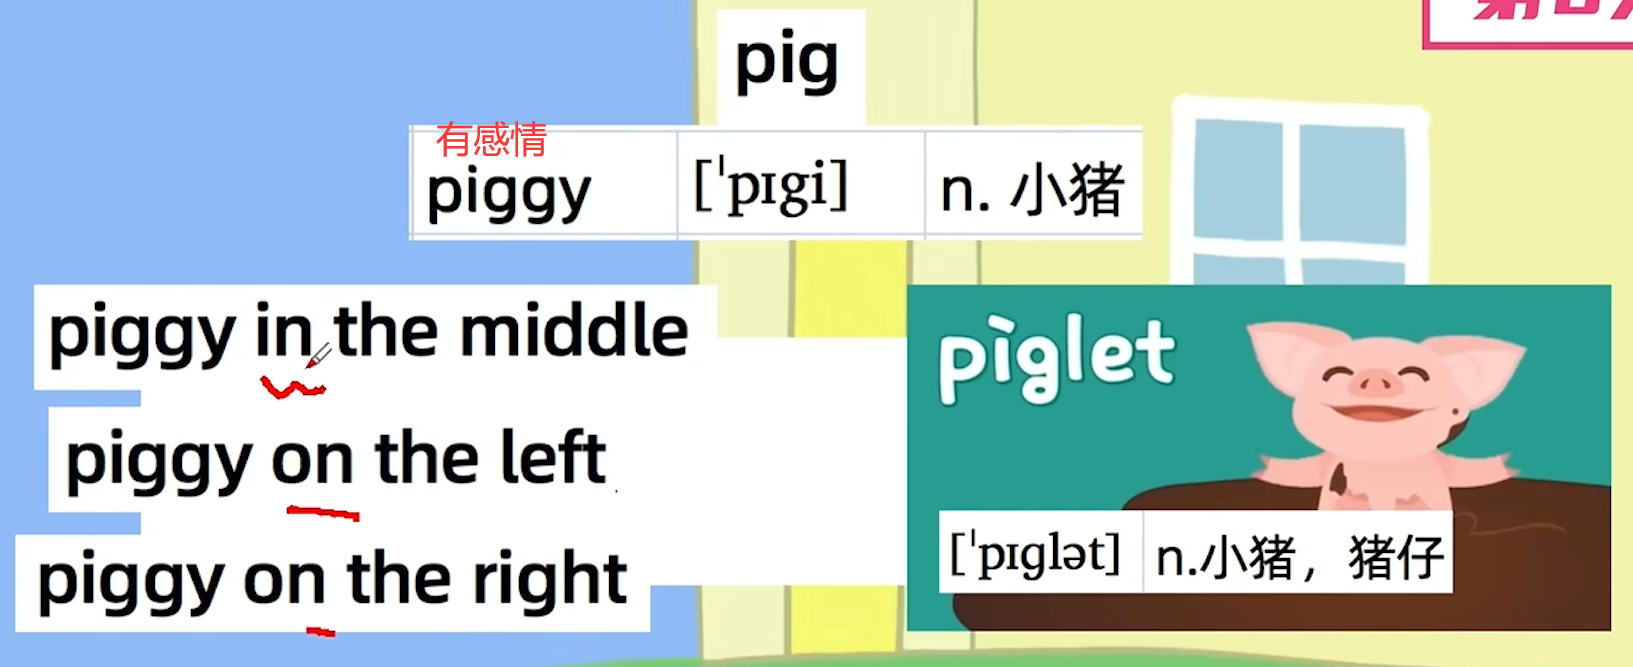 pig
有感情
piggy [ˈpɪgi] n. 小猪
piggy in the middle
piggy on the left
piggy on the right
piglet
[ˈpɪglət] n.小猪，猪仔